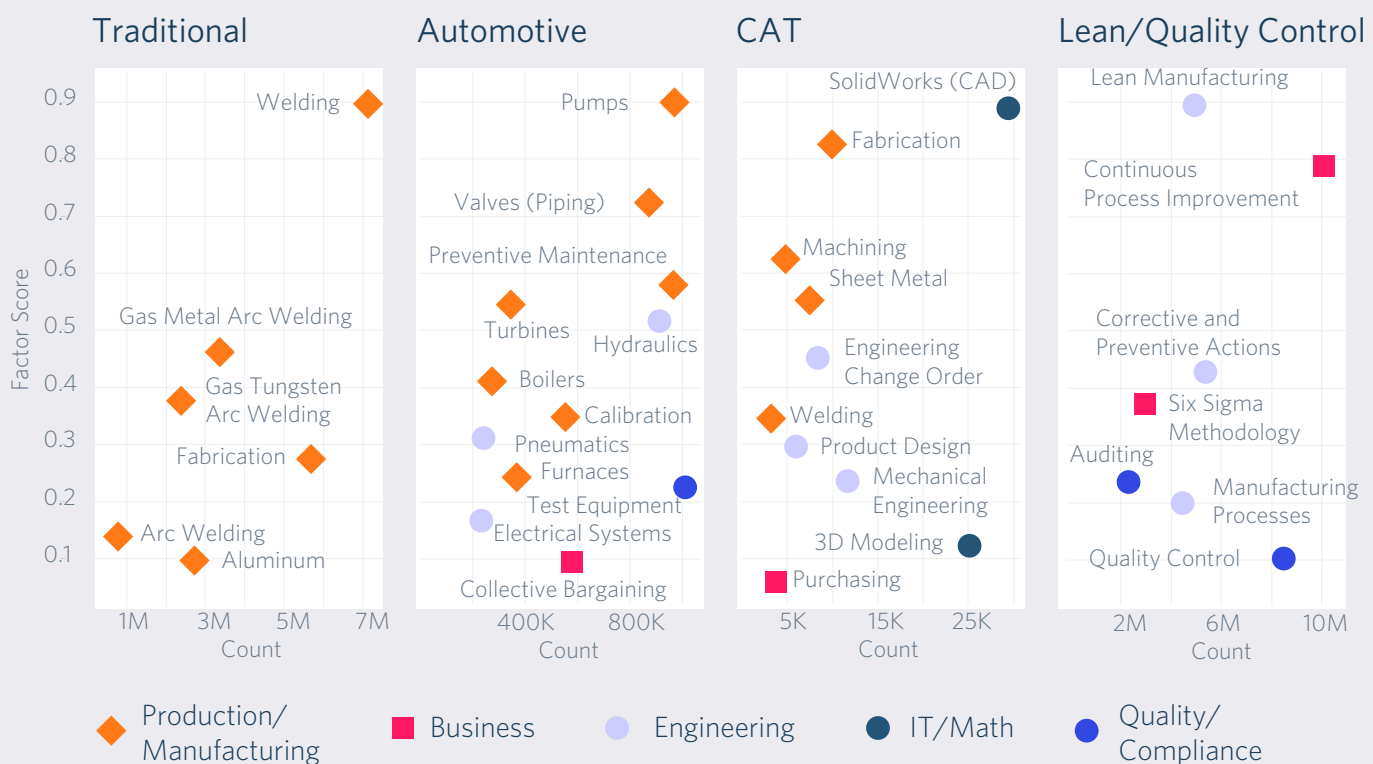 Traditional
Automotive
CAT
Lean/Quality Control
Factor Score
0.9
0.8
0.7
0.6
0.5
0.4
0.3
0.2
0.1
Welding
Gas Metal Arc Welding
Gas Tungsten
Arc Welding
Fabrication
Arc Welding
Aluminum
1M
3M
5M
7M
Count
Pumps
Valves (Piping)
Preventive Maintenance
Turbines
Hydraulics
Boilers
Calibration
Pneumatics
Furnaces
Test Equipment
Electrical Systems
Collective Bargaining
400K
800K
Count
SolidWorks (CAD)
Fabrication
Machining
Sheet Metal
Engineering
Change Order
Welding
Product Design
Mechanical
Engineering
3D Modeling
Purchasing
5K
15K
25K
Count
Lean Manufacturing
Continuous
Process Improvement
Corrective and
Preventive Actions
Six Sigma
Methodology
Auditing
Manufacturing
Processes
Quality Control
2M
6M
10M
Count
Production/
Manufacturing
Business
Engineering
IT/Math
Quality/
Compliance